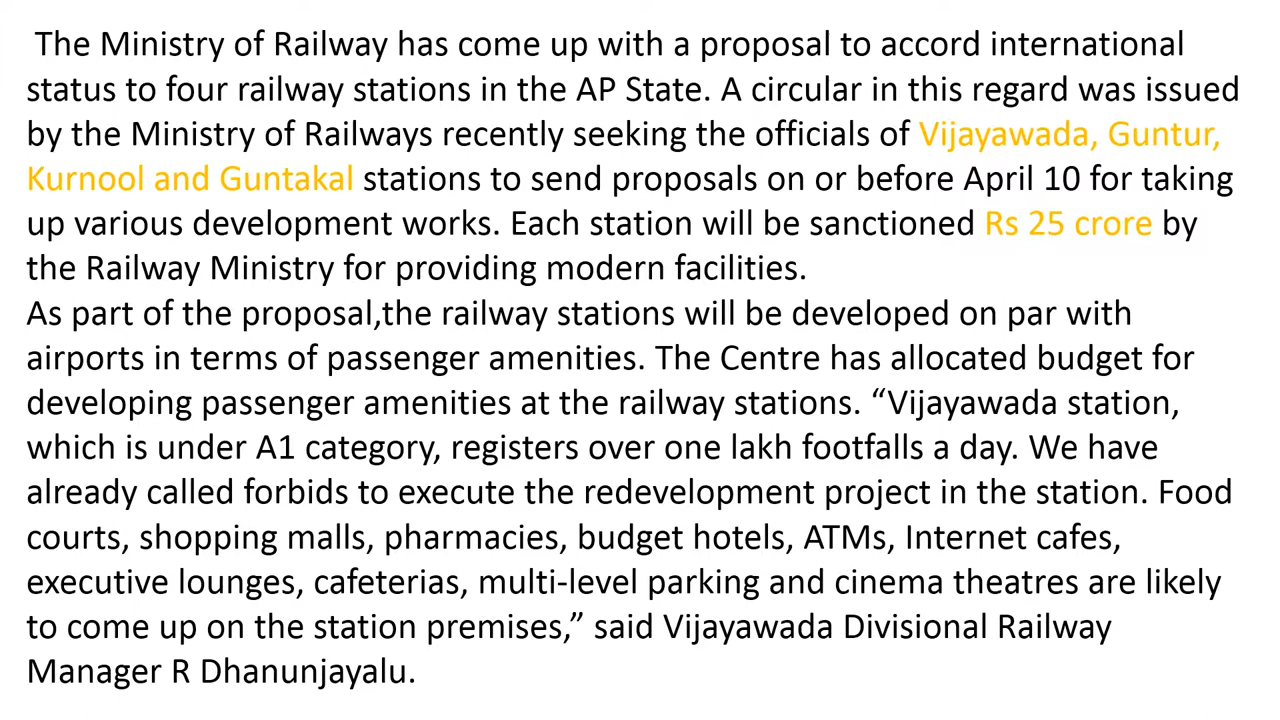 The Ministry of Railway has come up with a proposal to accord international
status to four railway stations in the AP State. A circular in this regard was issued
by the Ministry of Railways recently seeking the officials of Vijayawada, Guntur,
Kurnool and Guntakal stations to send proposals on or before April 10 for taking
up various development works. Each station will be sanctioned Rs 25 crore by
the Railway Ministry for providing modern facilities.
As part of the proposal,the railway stations will be developed on par with
airports in terms of passenger amenities. The Centre has allocated budget for
developing passenger amenities at the railway stations. “Vijayawada station,
which is under A1 category, registers over one lakh footfalls a day. We have
already called forbids to execute the redevelopment project in the station. Food
courts, shopping malls, pharmacies, budget hotels, ATMs, Internet cafes,
executive lounges, cafeterias, multi-level parking and cinema theatres are likely
to come up on the station premises,” said Vijayawada Divisional Railway
Manager R Dhanunjayalu.